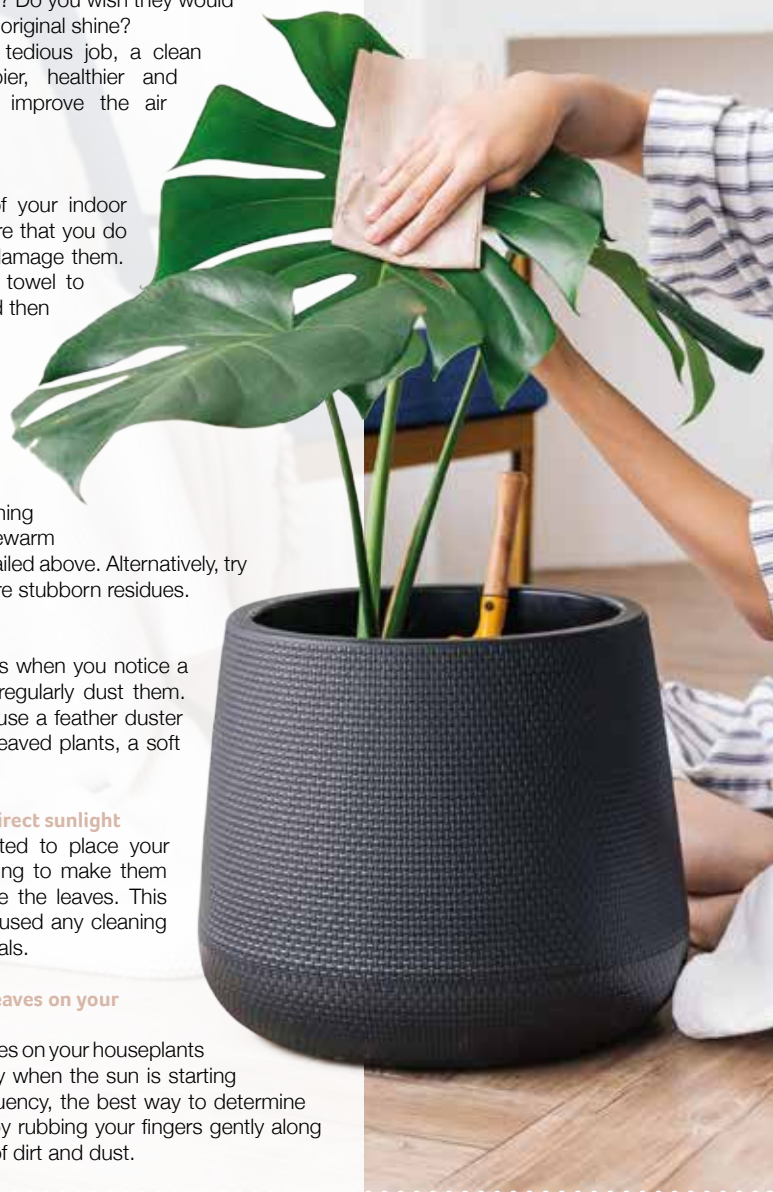 ? Do you wish they would
original shine?
tedious job, a clean
pier, healthier and
improve the air
of your indoor
re that you do
damage them.
towel to
d then
ning
ewarm
ailed above. Alternatively, try
re stubborn residues.
s when you notice a
regularly dust them.
use a feather duster
eaved plants, a soft
irect sunlight
ted to place your
ng to make them
e the leaves. This
used any cleaning
als.
eaves on your
es on your houseplants
y when the sun is starting
uency, the best way to determine
by rubbing your fingers gently along
of dirt and dust.